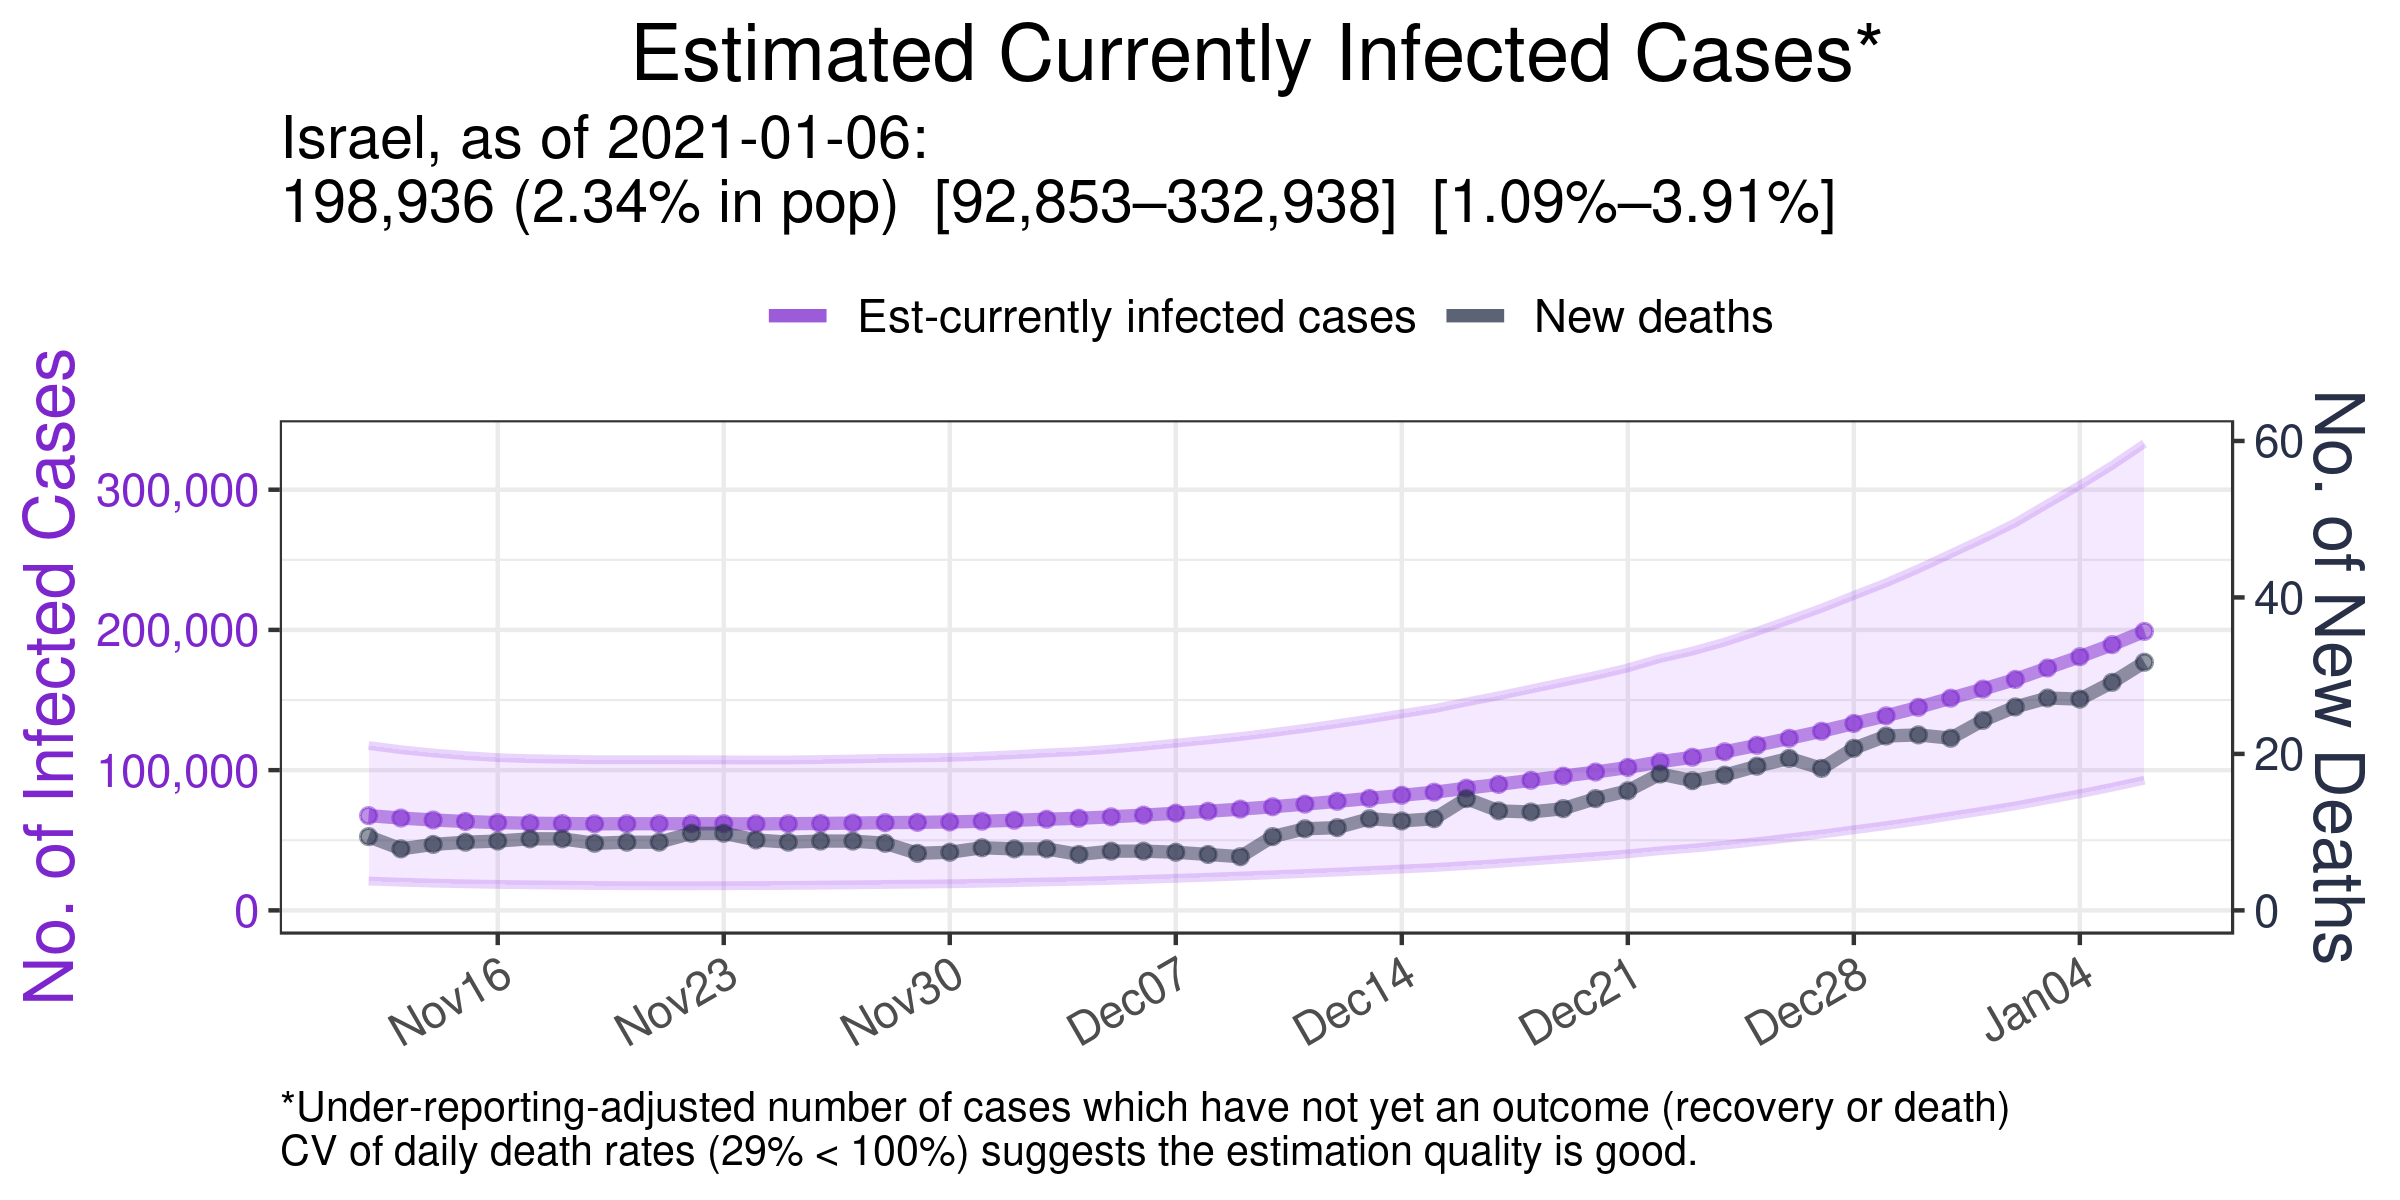 Estimated Currently Infected Cases*
Israel, as of 2021-01-06:
198,936 (2.34% in pop)  [92,853–332,938]  [1.09%–3.91%]
Est-currently infected cases
New deaths
No. of Infected Cases
300,000
200,000
100,000
0
60
40
20
0
No. of New Deaths
Nov16
Nov23
Nov30
Dec07
Dec14
Dec21
Dec28
Jan04
*Under-reporting-adjusted number of cases which have not yet an outcome (recovery or death)
CV of daily death rates (29% < 100%) suggests the estimation quality is good.